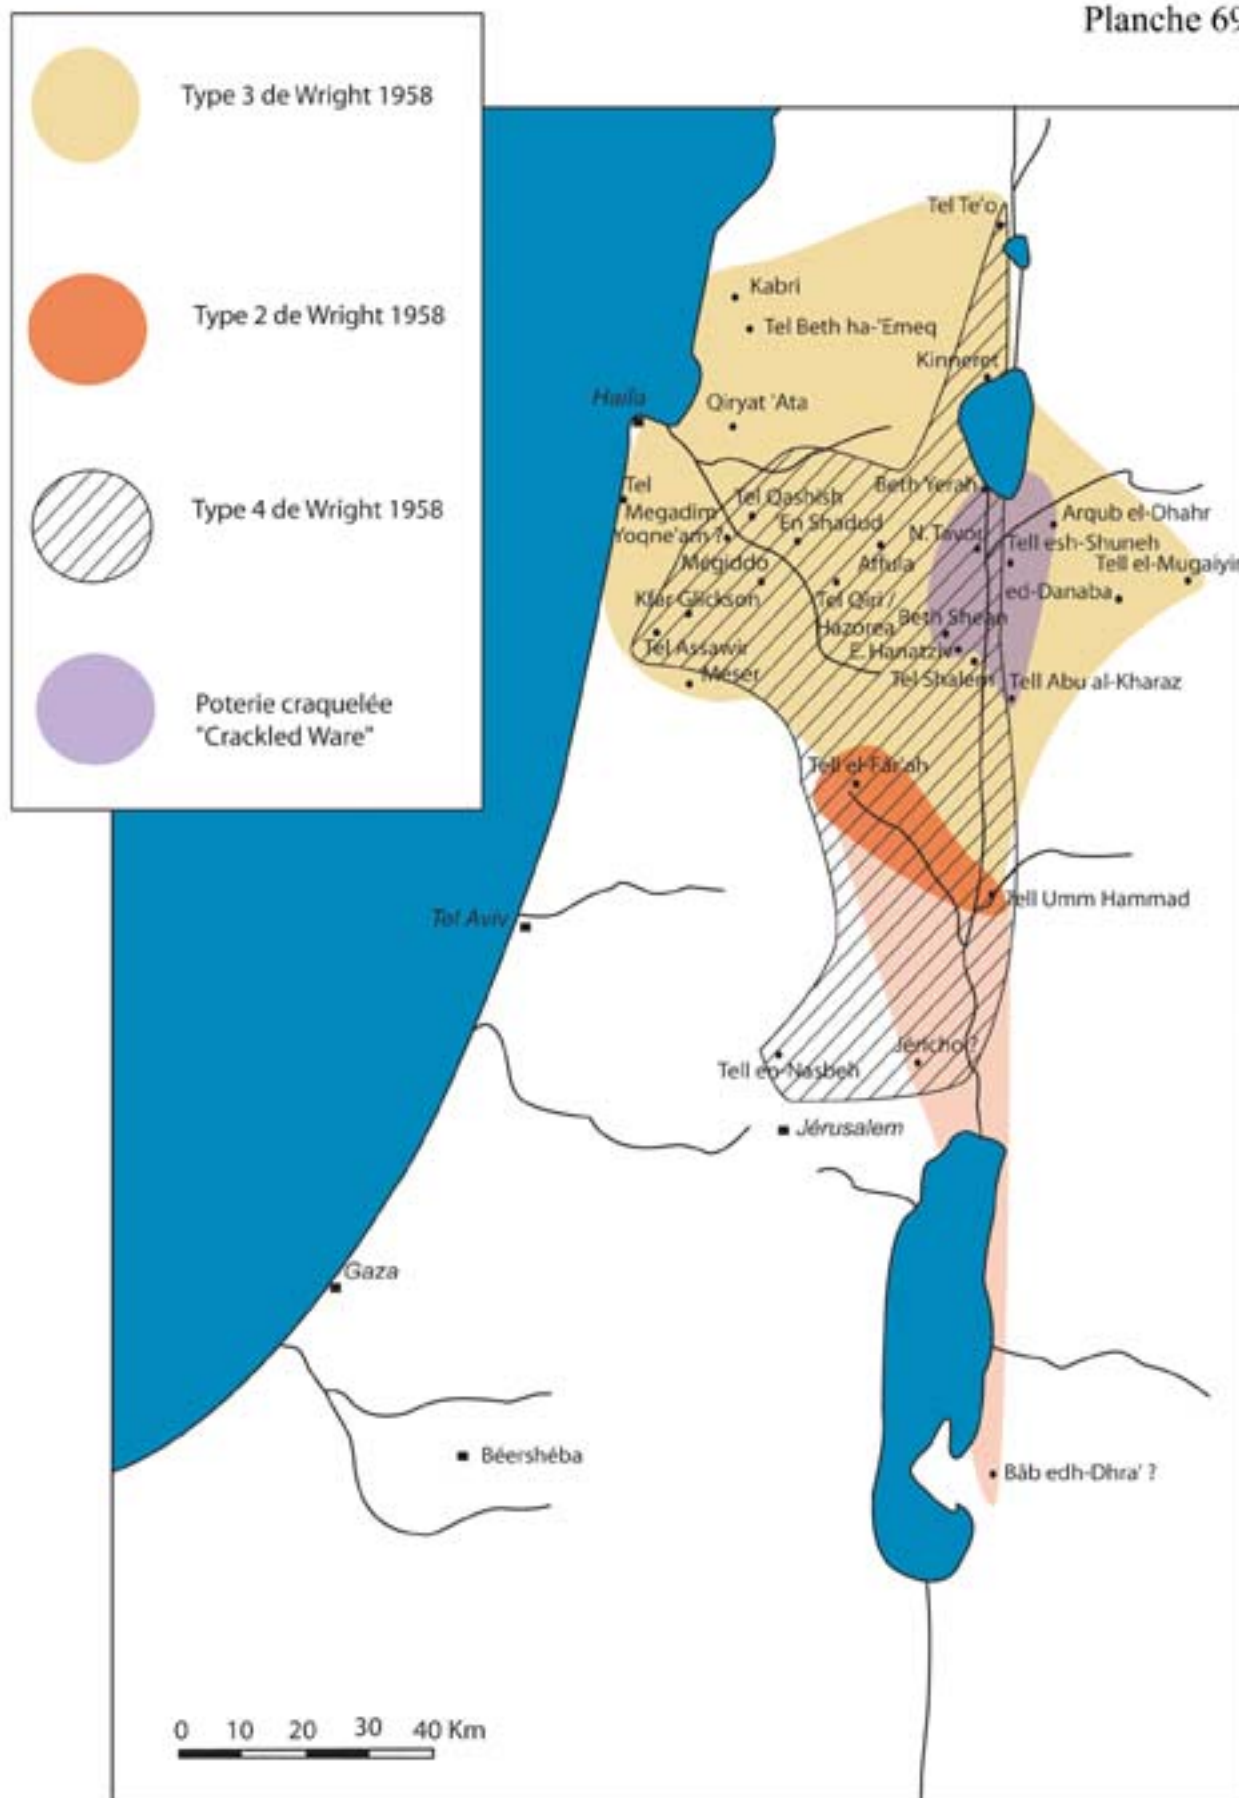 Planche 69
Type 3 de Wright 1958
Type 2 de Wright 1958
Type 4 de Wright 1958
Poterie craquelée
"Crackled Ware"
Tel Te'o
Kabri
Tel Beth ha-'Emeq
Kinneret
Haïfa
Qiryat 'Ata
Tel
Megadim
Tel Qashish
Beth Yerah
Yoqne'am ?
En Shadud
N. Tavor
Arqub el-Dhahr
Tell esh-Shuneh
Megiddo
Affula
Tell el-Mugaiyir
ed-Danaba
Kfar Glickson
Tel Qiri /
Hazorea
Beth Shean
Tel Assawir
E. Hanatziv
Meser
Tel Shalem
Tell Abu al-Kharaz
Tell el-Far'ah
Tell Umm Hammad
Tel Aviv
Jéricho ?
Tell en-Nasbeh
Jérusalem
Gaza
Béershéba
Bâb edh-Dhra' ?
0 10 20 30 40 Km